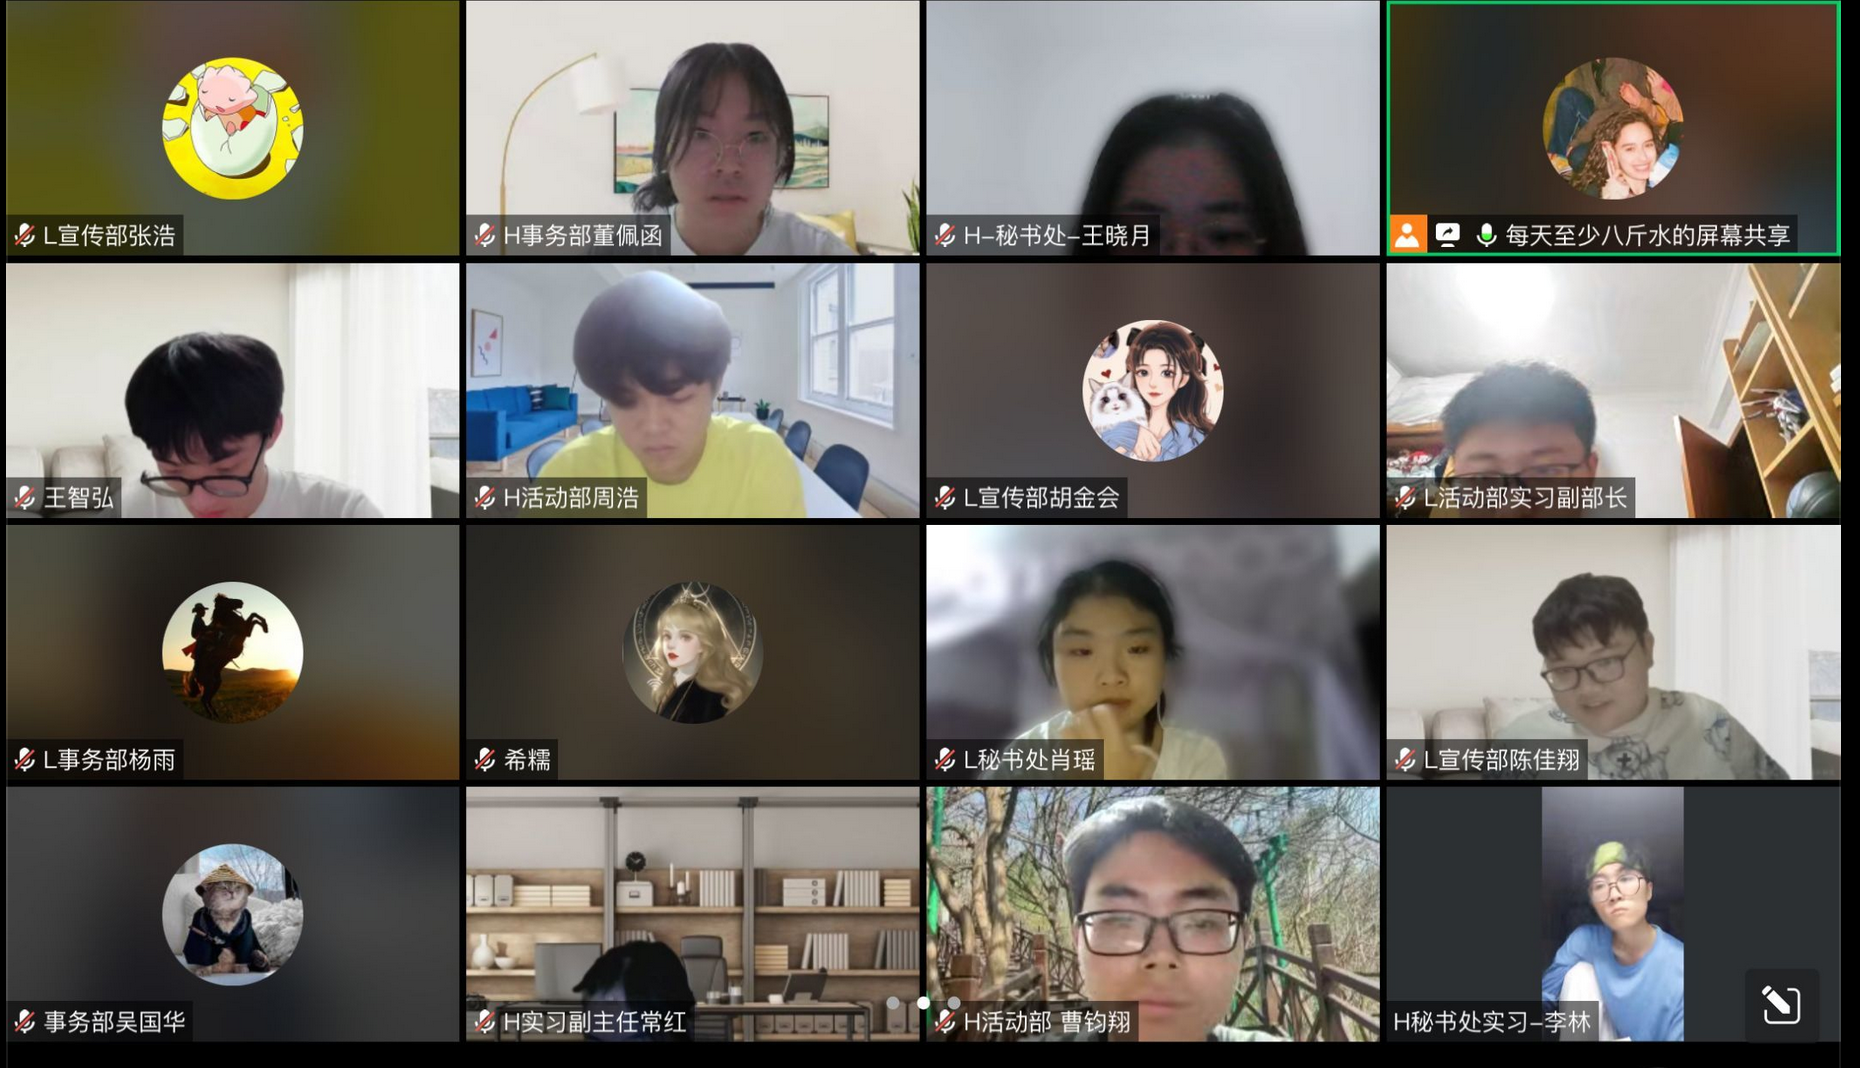 L宣传部张浩
H事务部董佩函
H-秘书处-王晓月
每天至少八斤水的屏幕共享
王智弘
H活动部周浩
L宣传部胡金会
L活动部实习副部长
L事务部杨雨
希糯
L秘书处肖瑶
L宣传部陈佳翔
事务部吴国华
H实习副主任常红
H活动部 曹钧翔
H秘书处实习-李林